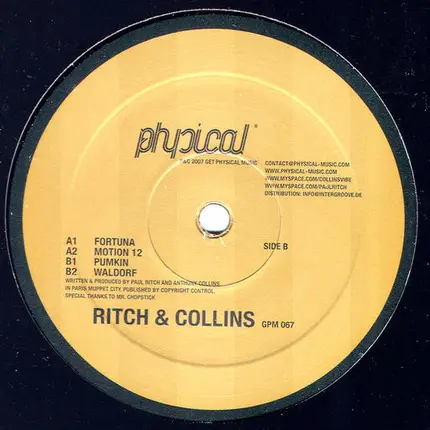 physical
℗ & © 2007 GET PHYSICAL MUSIC
CONTACT@PHYSICAL-MUSIC.COM
WWW.PHYSICAL-MUSIC.COM
WWW.MYSPACE.COM/COLLINSVIBE
WWW.MYSPACE.COM/PAULRITCH
DISTRIBUTION: INFO@INTERGROOVE.DE
A1 FORTUNA
A2 MOTION 12
B1 PUMKIN
B2 WALDORF
SIDE B
WRITTEN & PRODUCED BY PAUL RITCH AND ANTHONY COLLINS
IN PARIS MUPPET CITY. PUBLISHED BY COPYRIGHT CONTROL.
SPECIAL THANKS TO MR. CHOPSTICK
RITCH & COLLINS GPM 067